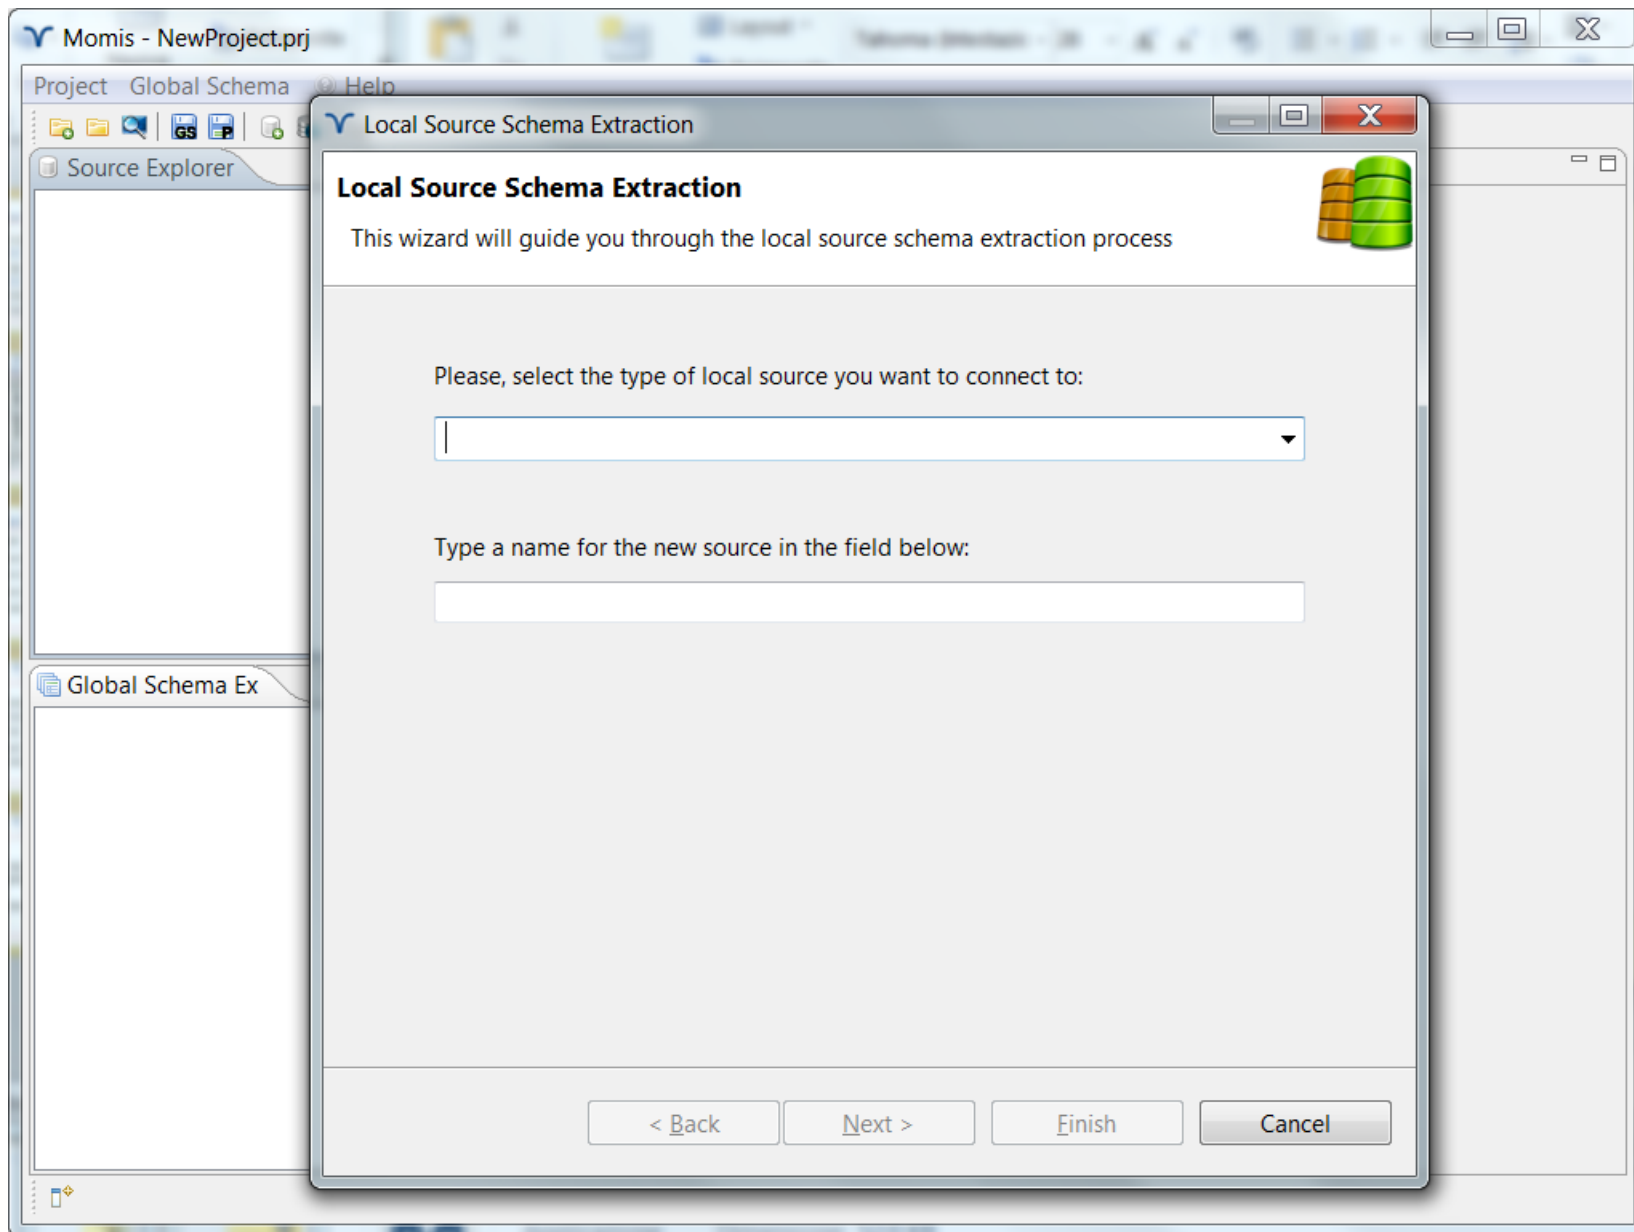 Momis - NewProject.prj
Project Global Schema Help
GS P
Source Explorer
Global Schema Ex
Local Source Schema Extraction
Local Source Schema Extraction
This wizard will guide you through the local source schema extraction process
Please, select the type of local source you want to connect to:
Type a name for the new source in the field below:
< Back Next > Finish Cancel